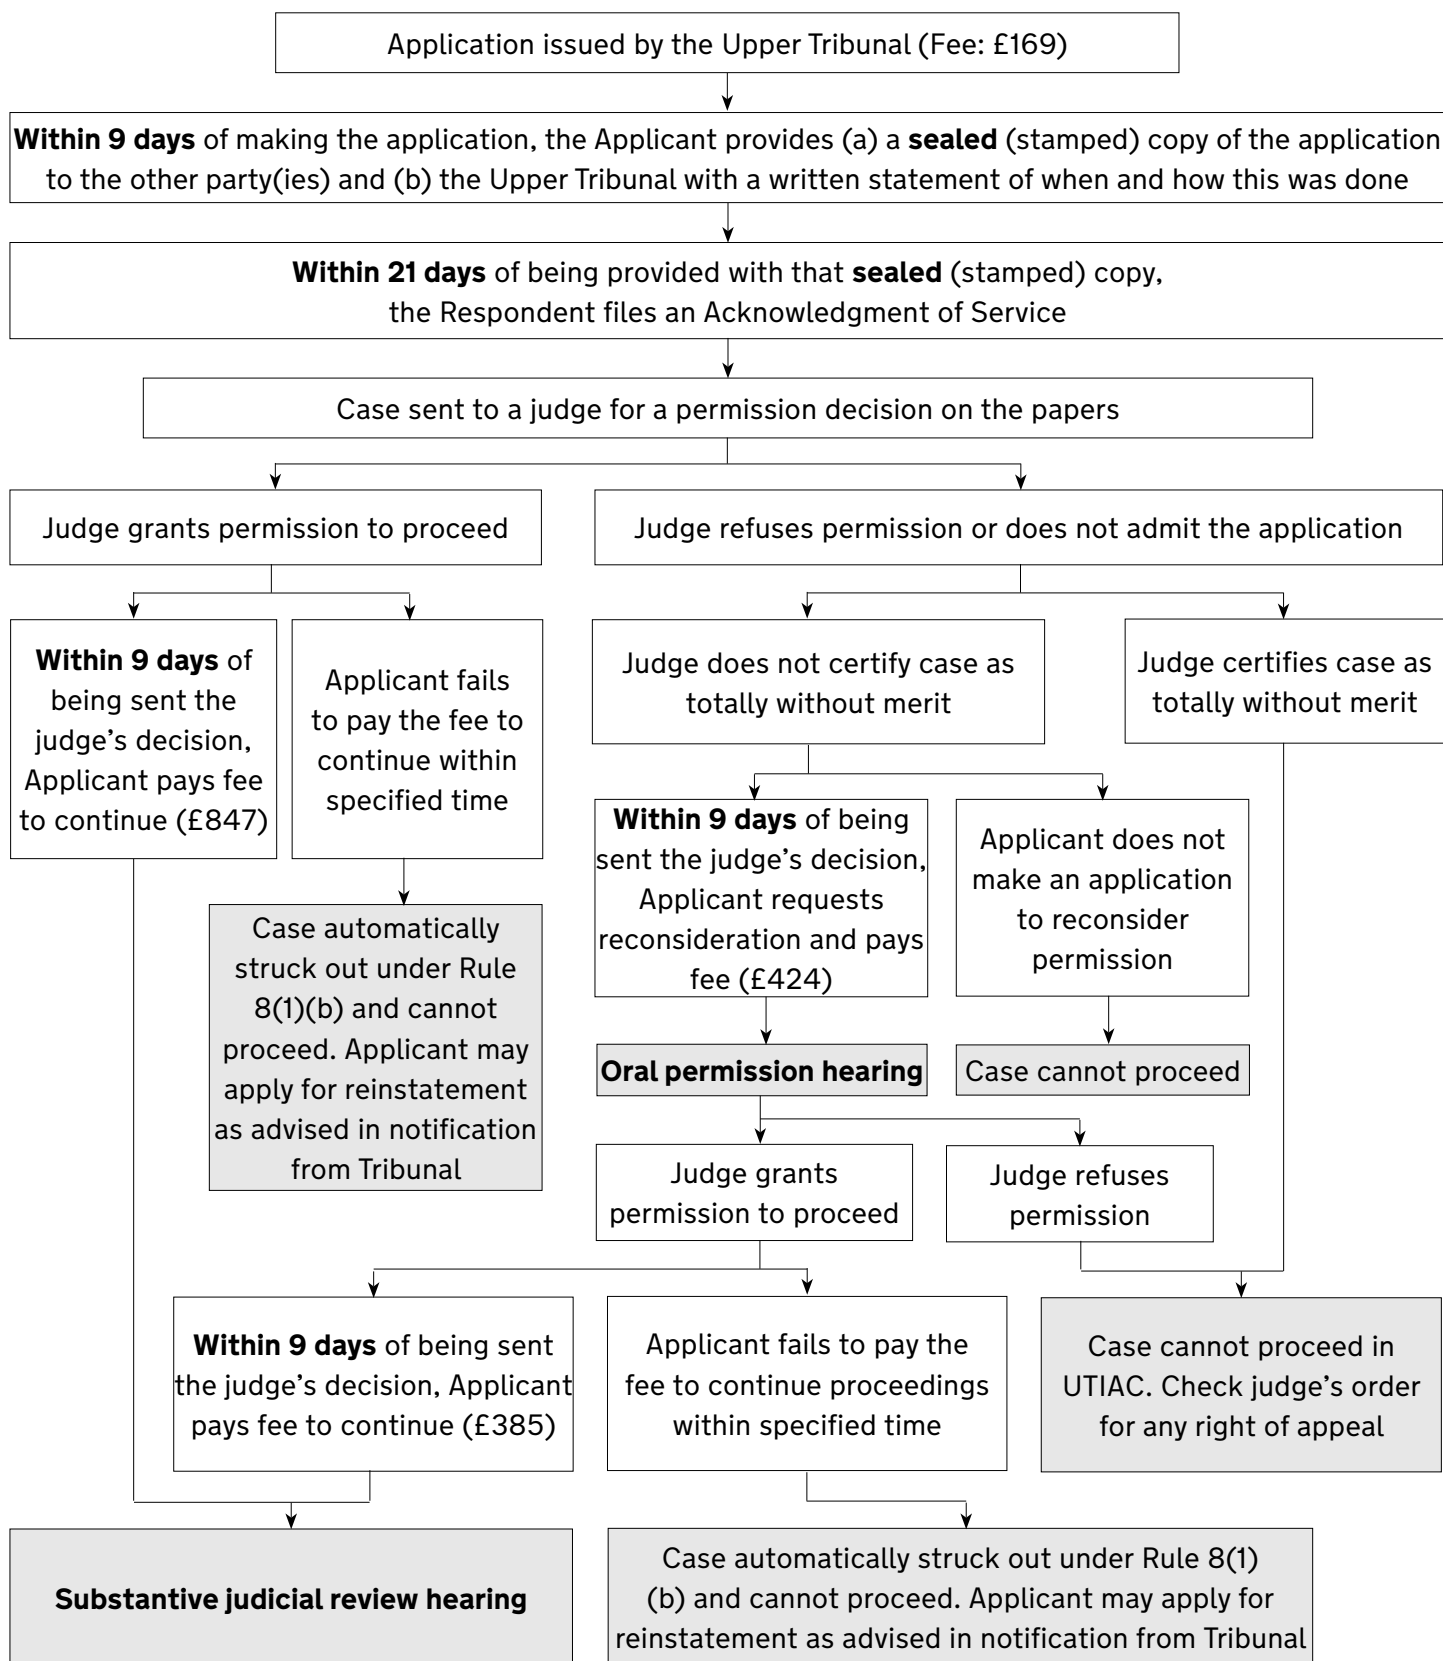 Application issued by the Upper Tribunal (Fee: £169)
Within 9 days of making the application, the Applicant provides (a) a sealed (stamped) copy of the application
to the other party(ies) and (b) the Upper Tribunal with a written statement of when and how this was done
Within 21 days of being provided with that sealed (stamped) copy,
the Respondent files an Acknowledgment of Service
Case sent to a judge for a permission decision on the papers
Judge grants permission to proceed
Judge refuses permission or does not admit the application
Within 9 days of
being sent the
judge’s decision,
Applicant pays fee
to continue (£847)
Applicant fails
to pay the fee to
continue within
specified time
Judge does not certify case as
totally without merit
Judge certifies case as
totally without merit
Within 9 days of being
sent the judge’s decision,
Applicant requests
reconsideration and pays
fee (£424)
Applicant does not
make an application
to reconsider
permission
Case automatically
struck out under Rule
8(1)(b) and cannot
proceed. Applicant may
apply for reinstatement
as advised in notification
from Tribunal
Oral permission hearing
Case cannot proceed
Judge grants
permission to proceed
Judge refuses
permission
Within 9 days of being sent
the judge’s decision, Applicant
pays fee to continue (£385)
Applicant fails to pay the
fee to continue proceedings
within specified time
Case cannot proceed in
UTIAC. Check judge’s order
for any right of appeal
Substantive judicial review hearing
Case automatically struck out under Rule 8(1)
(b) and cannot proceed. Applicant may apply for
reinstatement as advised in notification from Tribunal